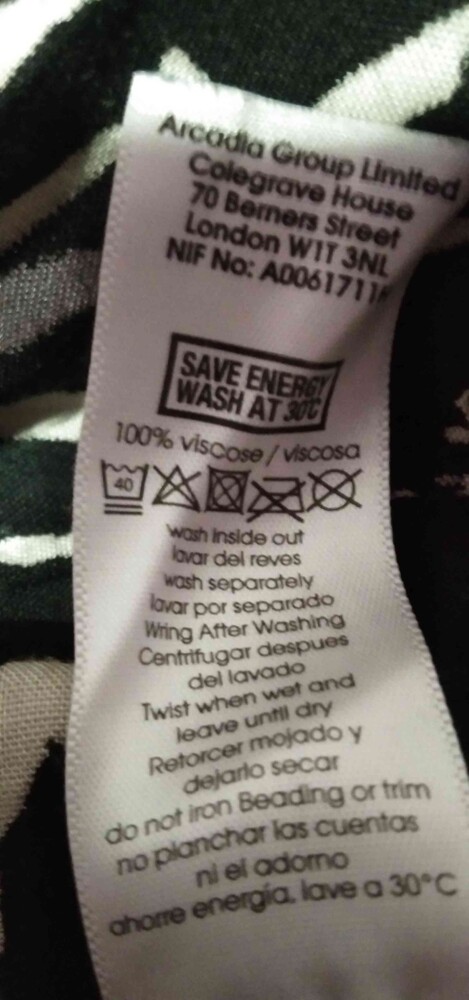 Arcadia Group Limited
Colegrave House
70 Berners Street
London W1T 3NL
NIF No: A0061711
SAVE ENERGY
WASH AT 30°C
100% viscose / viscosa
40
wash inside out
lavar del reves
wash separately
lavar por separado
Wring After Washing
Centrifugar despues
del lavado
Twist when wet and
leave until dry
Retorcer mojado y
dejarlo secar
do not iron Beading or trim
no planchar las cuentas
ni el adorno
ahorre energía, lave a 30°C